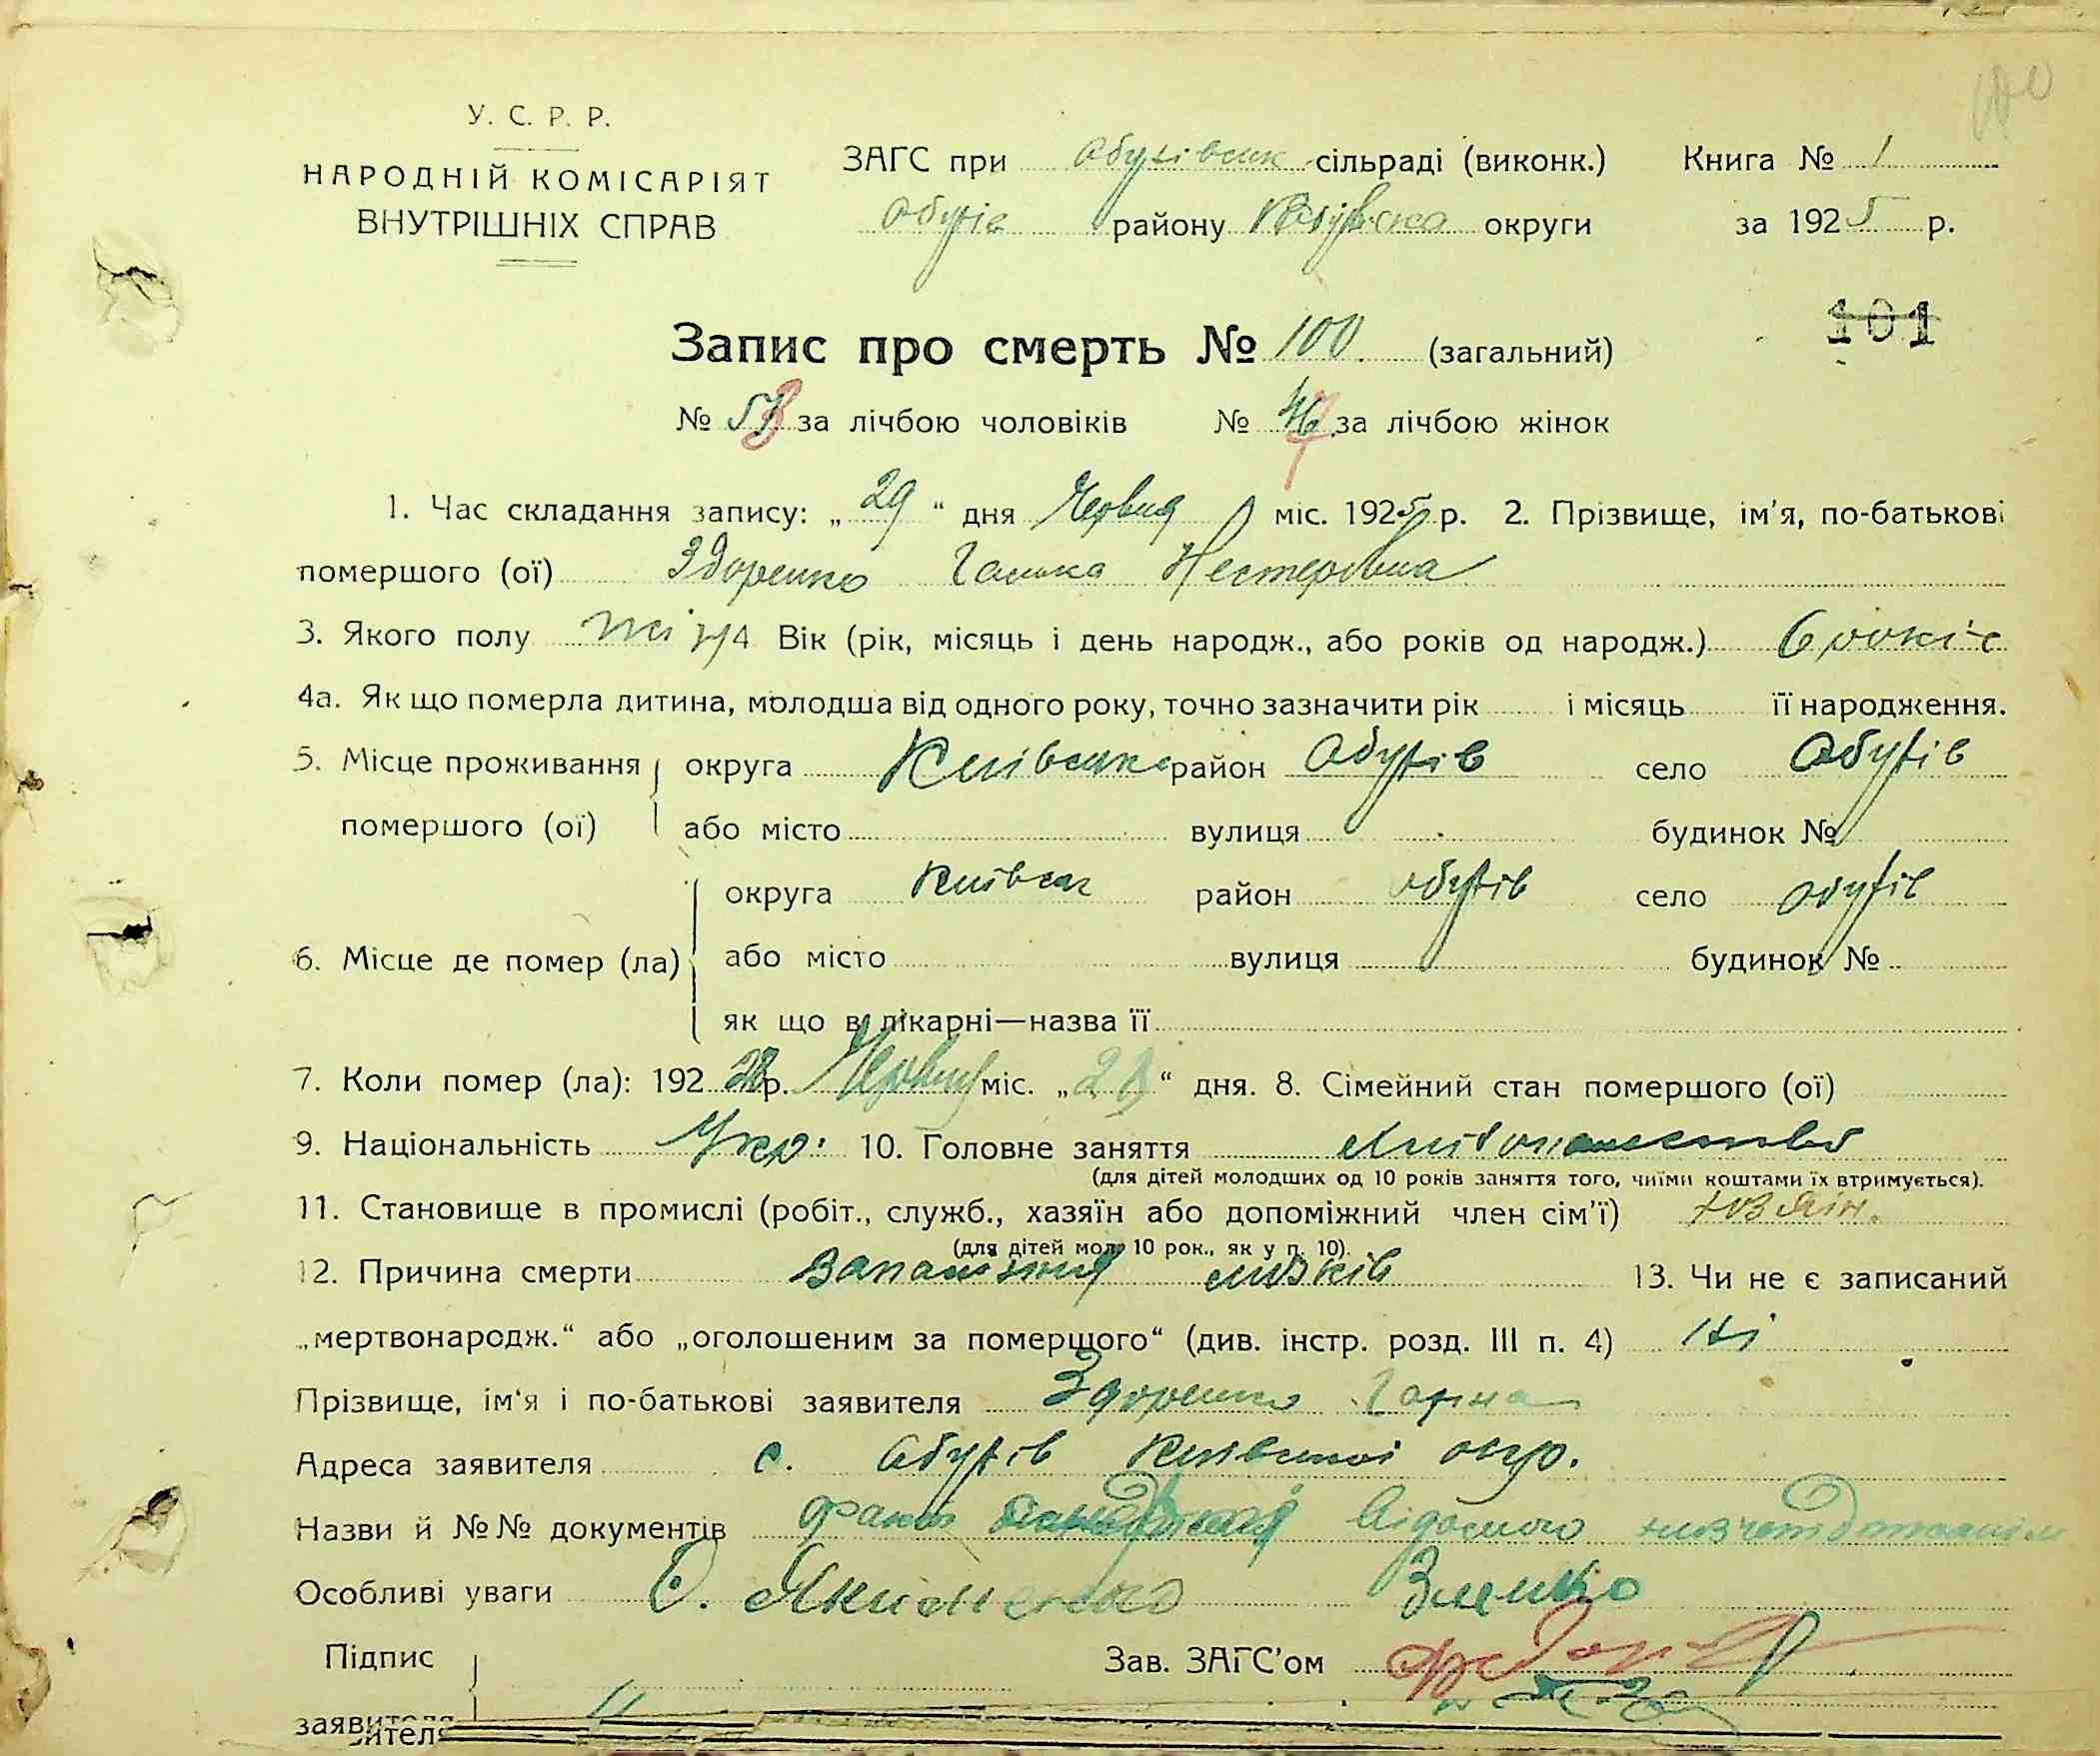 У. С. Р. Р.
НАРОДНІЙ КОМІСАРІЯТ
ВНУТРІШНІХ СПРАВ
ЗАГС при Обухівськ сільраді (виконк.) Книга № 1
Обухів району Київська округи за 1925 р.
101
Запис про смерть № 100 (загальний)
№ 53 за лічбою чоловіків № 47 за лічбою жінок
1. Час складання запису: „ 29 “ дня Червня міс. 1925 р. 2. Прізвище, ім'я, по-батькові
помершого (ої) Здоренко Ганька Нестеровна
3. Якого полу жін 4 Вік (рік, місяць і день народж., або років од народж.) 6 років
4а. Як що померла дитина, молодша від одного року, точно зазначити рік і місяць її народження.
5. Місце проживання округа Київська район Обухів село Обухів
помершого (ої) або місто вулиця будинок №
округа Київськ район Обухів село Обухів
6. Місце де помер (ла) або місто вулиця будинок №
як що в лікарні—назва її
7. Коли помер (ла): 192 р. Червня міс. „ “ дня. 8. Сімейний стан помершого (ої)
9. Національність Укр. 10. Головне заняття
(для дітей молодших од 10 років заняття того, чиїми коштами їх втримується).
11. Становище в промислі (робіт., служб., хазяїн або допоміжний член сім'ї) хозяїн.
(для дітей мол. 10 рок., як у п. 10).
12. Причина смерти запалення мозків 13. Чи не є записаний
„мертвонародж.“ або „оголошеним за померщого“ (див. інстр. розд. III п. 4) Ні
Прізвище, ім'я і по-батькові заявителя Здоренко
Адреса заявителя с. Обухів Київської окр.
Назви й №№ документів
Особливі уваги О. Якименко
Підпис Зав. ЗАГС'ом
заявителя